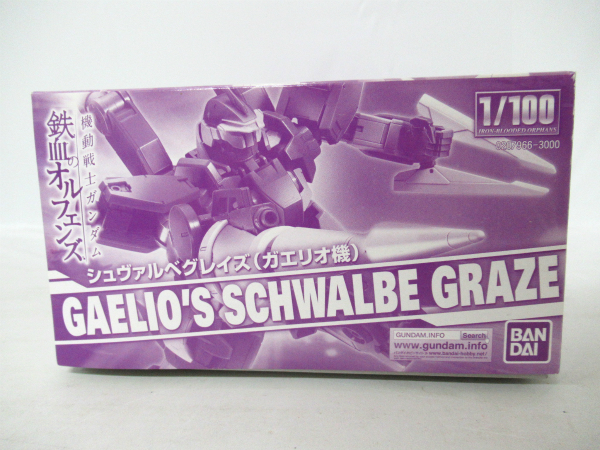 機動戦士ガンダム
鉄血のオルフェンズ
1/100
IRON-BLOODED ORPHANS
シュヴァルベグレイズ(ガエリオ機)
GAELIO'S SCHWALBE GRAZE
GUNDAM.INFO Search
www.gundam.info
BAN
DAI